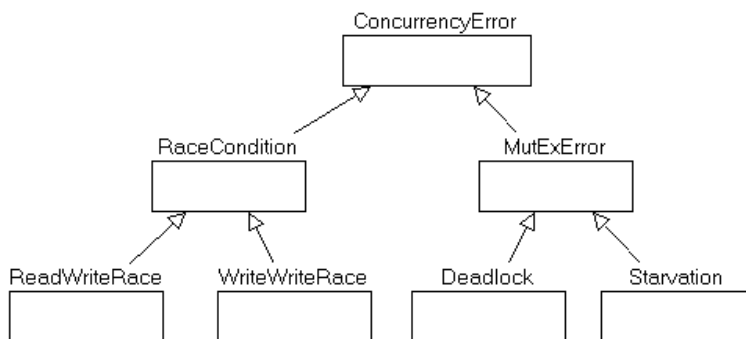 ConcurrencyError
RaceCondition
MutExError
ReadWriteRace
WriteWriteRace
Deadlock
Starvation